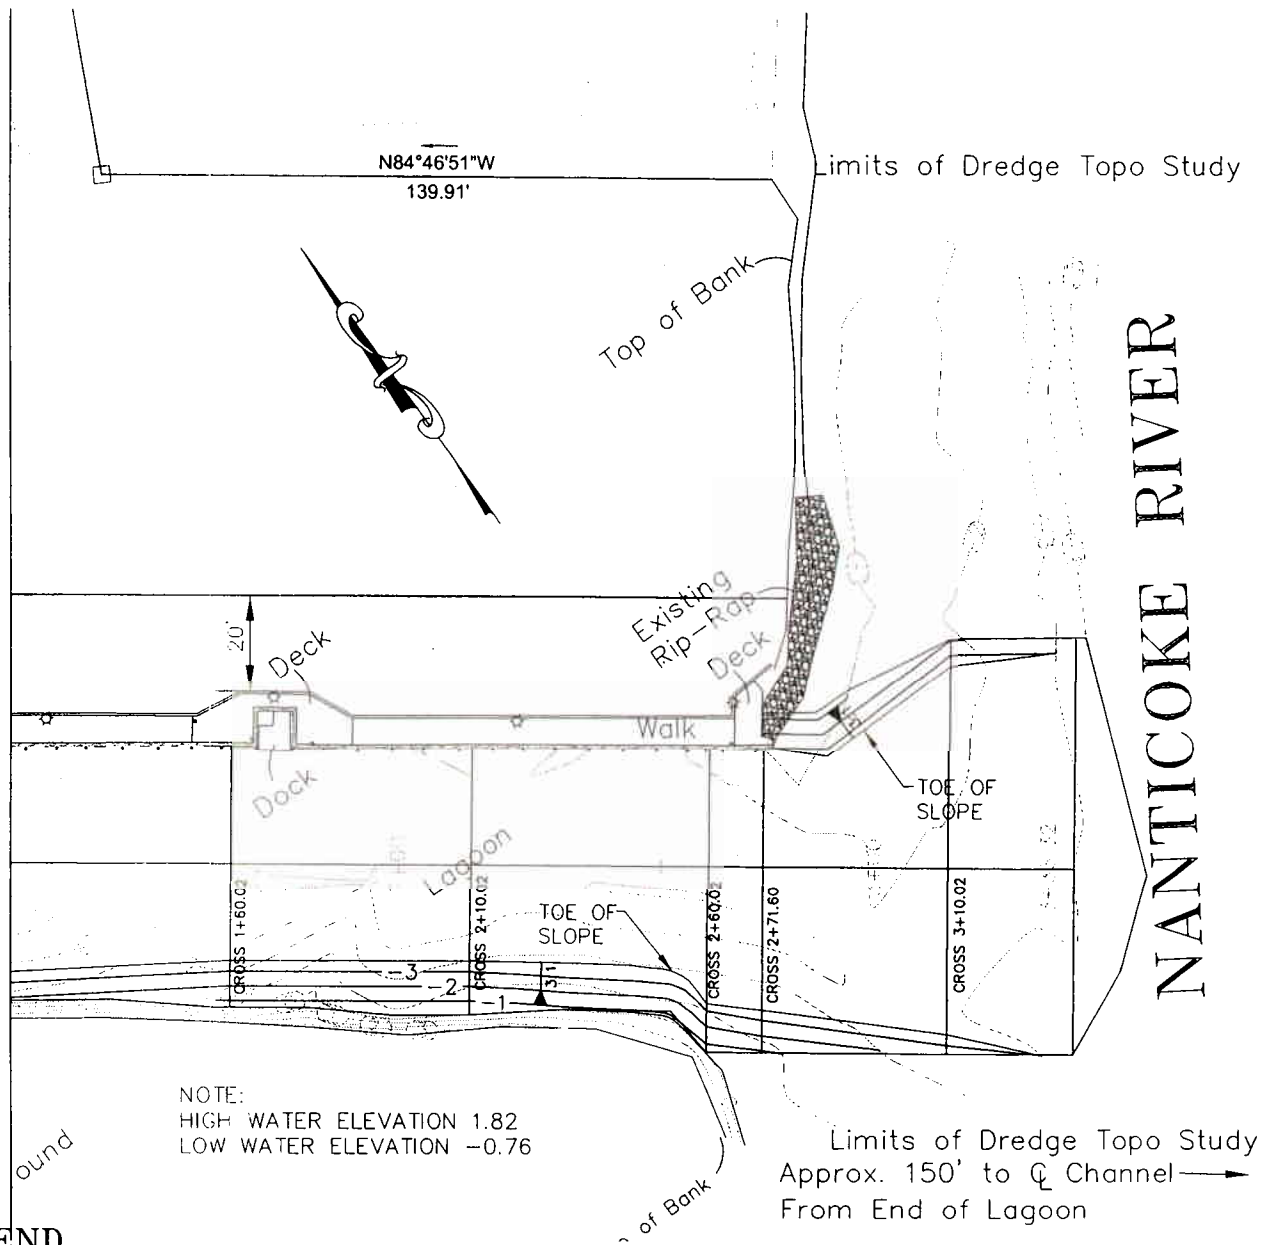 N84°46'51"W
139.91'
Limits of Dredge Topo Study
Top of Bank
NANTICOKE RIVER
Existing
Rip-Rap
Deck
20'
Deck
Walk
Dock
TOE OF
SLOPE
Lagoon
CROSS 1+60.02
CROSS 2+10.02
CROSS 2+60.02
CROSS 2+71.60
CROSS 3+10.02
TOE OF
SLOPE
-3
-2
-1
3:1
NOTE:
HIGH WATER ELEVATION 1.82
LOW WATER ELEVATION -0.76
ound
of Bank
Limits of Dredge Topo Study
Approx. 150' to ℄ Channel
From End of Lagoon
END